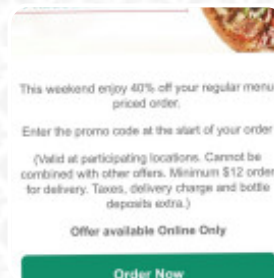 This weekend enjoy 40% off your regular menu
priced order.
Enter the promo code at the start of your order
(Valid at participating locations. Cannot be
combined with other offers. Minimum $12 order
for delivery. Taxes, delivery charge and bottle
deposits extra.)
Offer available Online Only
Order Now